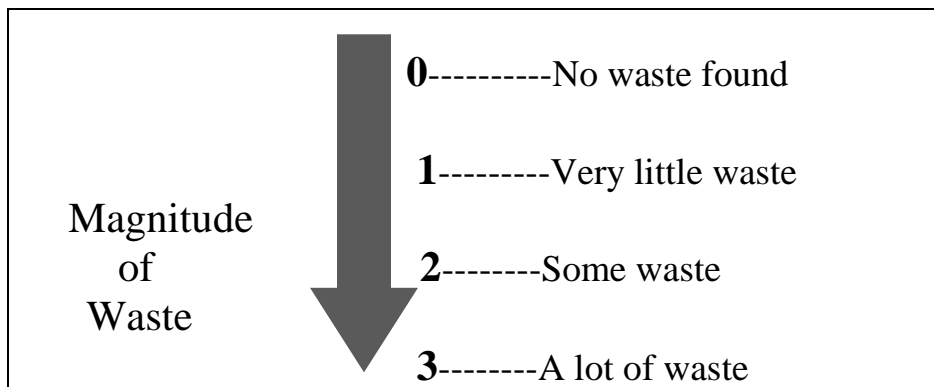 0----------No waste found
1---------Very little waste
Magnitude
of
2--------Some waste
Waste
3--------A lot of waste